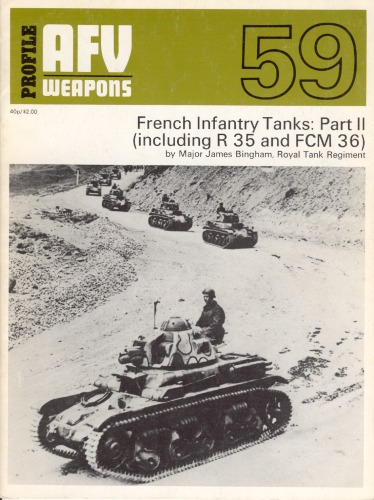 PROFILE
AFV
WEAPONS
59
40p/$2.00
French Infantry Tanks: Part II
(including R 35 and FCM 36)
by Major James Bingham, Royal Tank Regiment